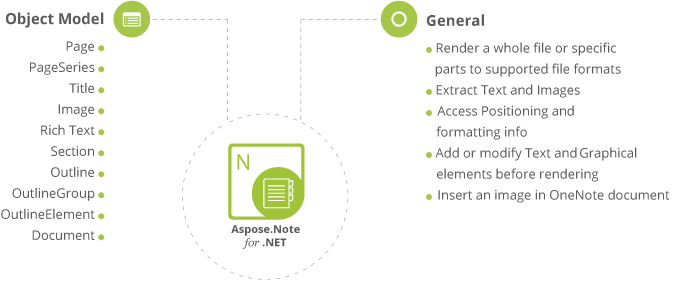 Object Model
Page
PageSeries
Title
Image
Rich Text
Section
Outline
OutlineGroup
OutlineElement
Document
N
Aspose.Note
for .NET
General
Render a whole file or specific
parts to supported file formats
Extract Text and Images
Access Positioning and
formatting info
Add or modify Text and Graphical
elements before rendering
Insert an image in OneNote document